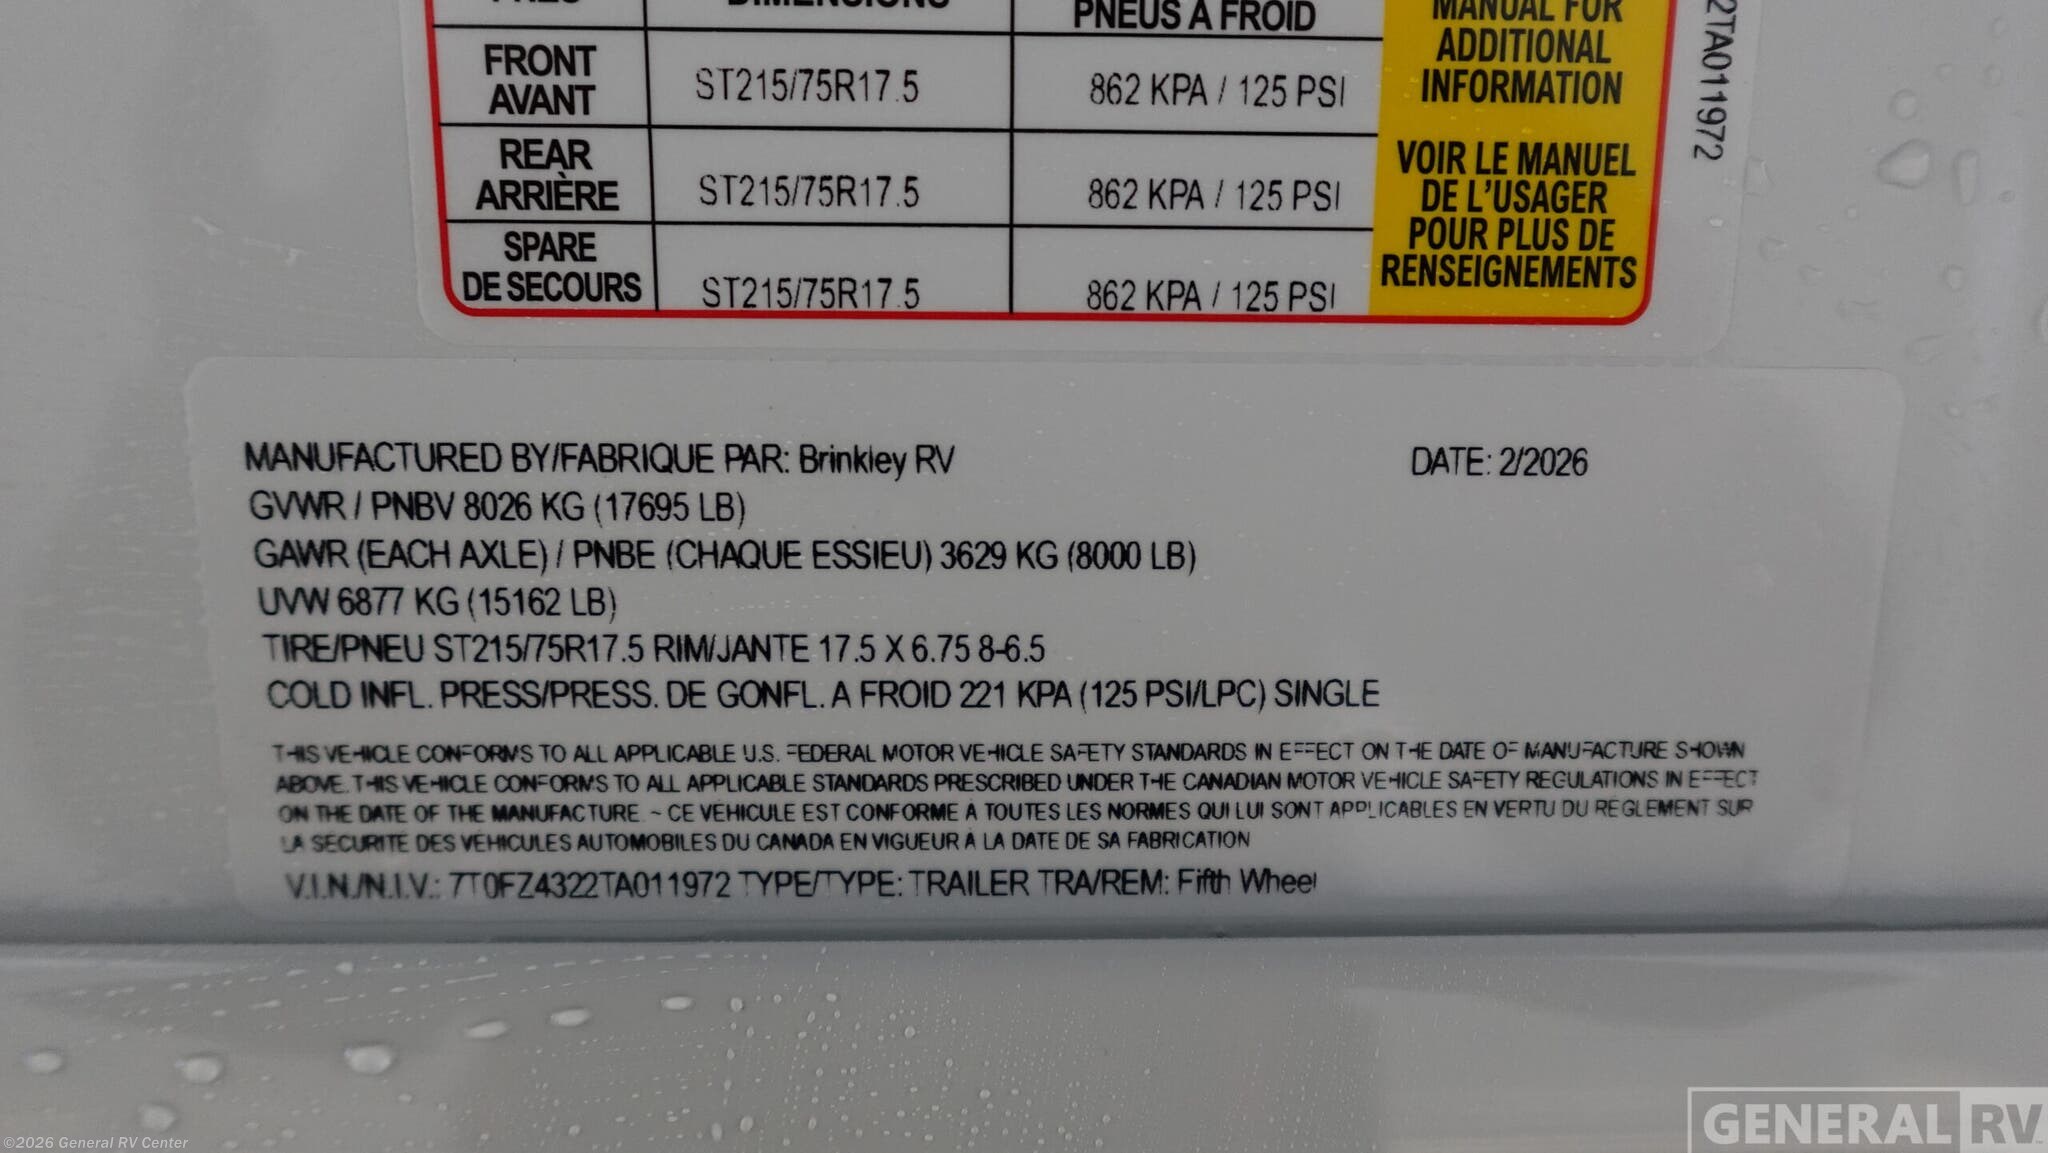 PNEUS À FROID
MANUAL FOR
ADDITIONAL
INFORMATION
FRONT
AVANT
ST215/75R17.5
862 KPA / 125 PSI
REAR
ARRIÈRE
ST215/75R17.5
862 KPA / 125 PSI
SPARE
DE SECOURS
ST215/75R17.5
862 KPA / 125 PSI
VOIR LE MANUEL
DE L'USAGER
POUR PLUS DE
RENSEIGNEMENTS
2TA011972
MANUFACTURED BY/FABRIQUE PAR: Brinkley RV DATE: 2/2026
GVWR / PNBV 8026 KG (17695 LB)
GAWR (EACH AXLE) / PNBE (CHAQUE ESSIEU) 3629 KG (8000 LB)
UVW 6877 KG (15162 LB)
TIRE/PNEU ST215/75R17.5 RIM/JANTE 17.5 X 6.75 8-6.5
COLD INFL. PRESS/PRESS. DE GONFL. A FROID 221 KPA (125 PSI/LPC) SINGLE
THIS VEHICLE CONFORMS TO ALL APPLICABLE U.S. FEDERAL MOTOR VEHICLE SAFETY STANDARDS IN EFFECT ON THE DATE OF MANUFACTURE SHOWN
ABOVE. THIS VEHICLE CONFORMS TO ALL APPLICABLE STANDARDS PRESCRIBED UNDER THE CANADIAN MOTOR VEHICLE SAFETY REGULATIONS IN EFFECT
ON THE DATE OF THE MANUFACTURE. ~ CE VÉHICULE EST CONFORME À TOUTES LES NORMES QUI LUI SONT APPLICABLES EN VERTU DU RÈGLEMENT SUR
LA SÉCURITÉ DES VÉHICULES AUTOMOBILES DU CANADA EN VIGUEUR À LA DATE DE SA FABRICATION
V.I.N./N.I.V.: 7T0FZ4322TA011972 TYPE/TYPE: TRAILER TRA/REM: Fifth Wheel
©2026 General RV Center
GENERAL RV